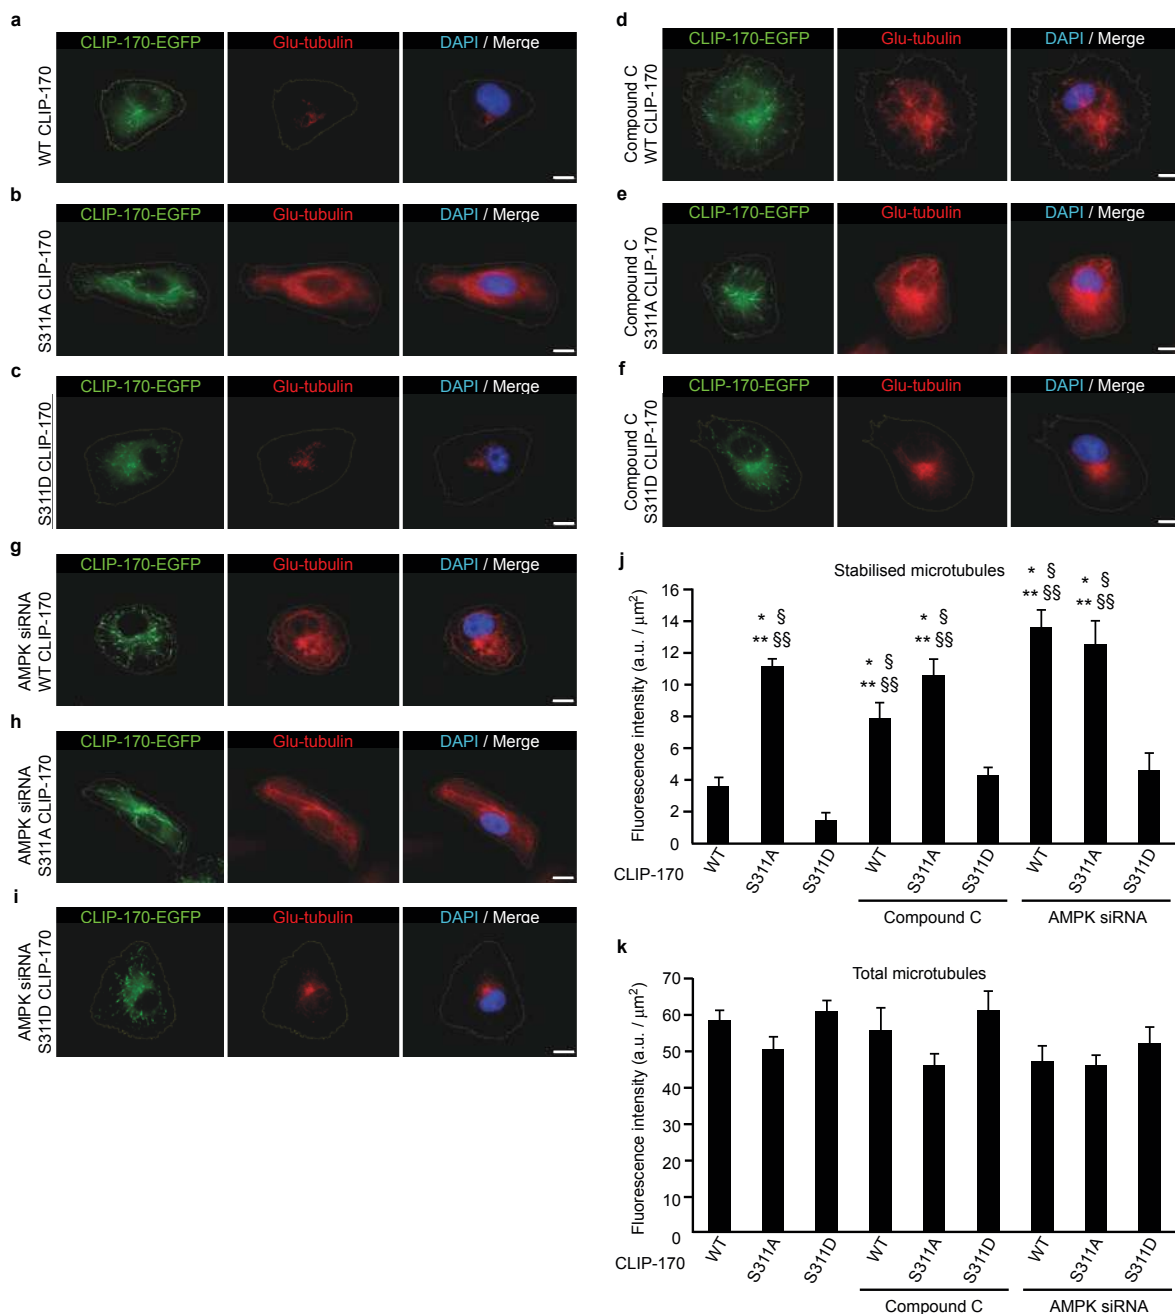 a
CLIP-170-EGFP Glu-tubulin DAPI / Merge
WT CLIP-170
b
CLIP-170-EGFP Glu-tubulin DAPI / Merge
S311A CLIP-170
c
CLIP-170-EGFP Glu-tubulin DAPI / Merge
S311D CLIP-170
g
CLIP-170-EGFP Glu-tubulin DAPI / Merge
AMPK siRNA
WT CLIP-170
h
CLIP-170-EGFP Glu-tubulin DAPI / Merge
AMPK siRNA
S311A CLIP-170
i
CLIP-170-EGFP Glu-tubulin DAPI / Merge
AMPK siRNA
S311D CLIP-170
d
CLIP-170-EGFP Glu-tubulin DAPI / Merge
Compound C
WT CLIP-170
e
CLIP-170-EGFP Glu-tubulin DAPI / Merge
Compound C
S311A CLIP-170
f
CLIP-170-EGFP Glu-tubulin DAPI / Merge
Compound C
S311D CLIP-170
j
Stabilised microtubules
Fluorescence intensity (a.u. / μm²)
16
14
12
10
8
6
4
2
0
* §
** §§
* §
** §§
* §
** §§
* §
** §§
* §
** §§
CLIP-170
WT S311A S311D WT S311A S311D WT S311A S311D
Compound C AMPK siRNA
k
Total microtubules
Fluorescence intensity (a.u. / μm²)
70
60
50
40
30
20
10
0
CLIP-170
WT S311A S311D WT S311A S311D WT S311A S311D
Compound C AMPK siRNA